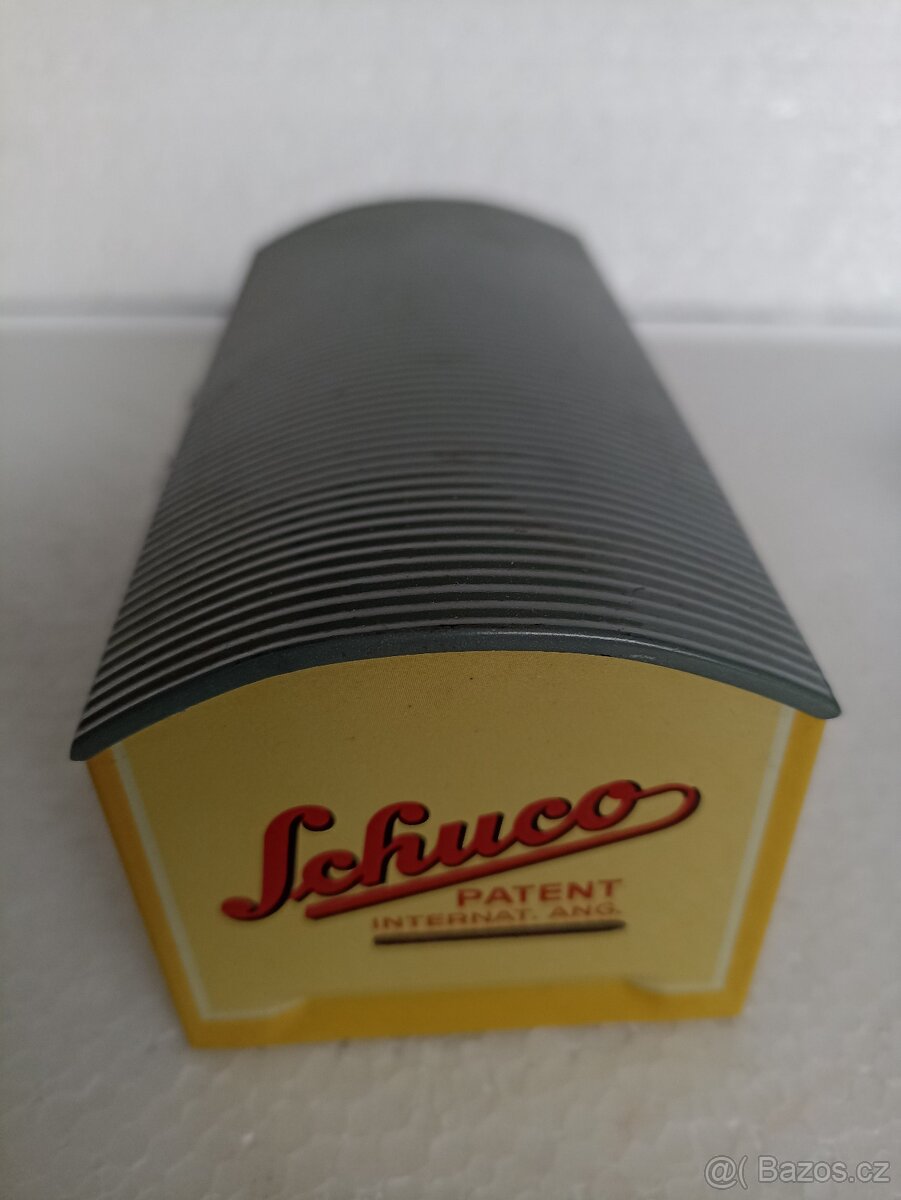 Schuco
PATENT
INTERNAT. ANG.
@( Bazos.cz